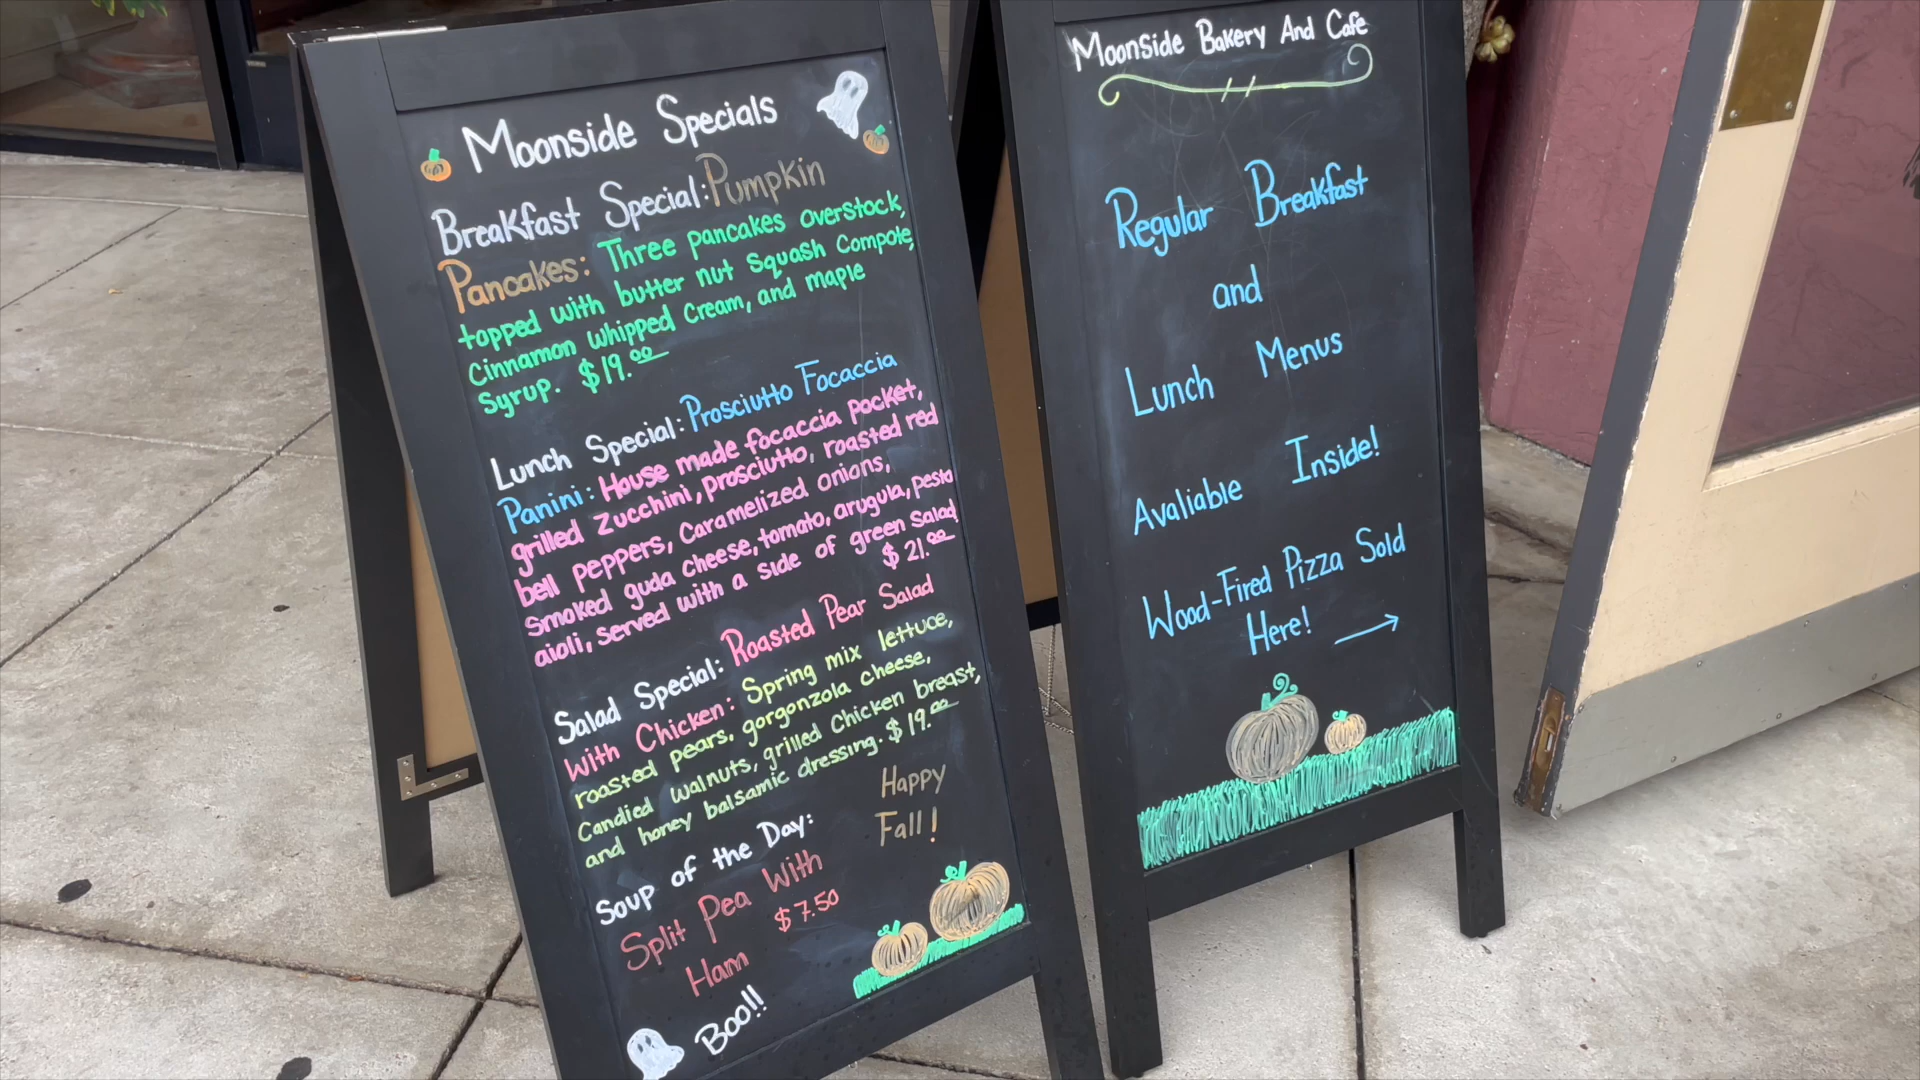 Moonside Specials
Breakfast Special: Pumpkin
Pancakes: Three pancakes overstock,
topped with butter nut squash Compote,
Cinnamon whipped Cream, and maple
Syrup. $19.00
Lunch Special: Prosciutto Focaccia
Panini: House made focaccia pocket,
grilled zucchini, prosciutto, roasted red
bell peppers, Caramelized onions,
smoked guda cheese, tomato, arugula, pesto
aioli, served with a side of green Salad
$21.00
Salad Special: Roasted Pear Salad
With Chicken: Spring mix lettuce,
roasted pears, gorgonzola cheese,
Candied walnuts, grilled Chicken breast,
and honey balsamic dressing. $19.00
Soup of the Day:
Split Pea With
Ham $7.50
Happy
Fall!
Boo!!
Moonside Bakery And Cafe
Regular Breakfast
and
Lunch Menus
Avaliable Inside!
Wood-Fired Pizza Sold
Here!